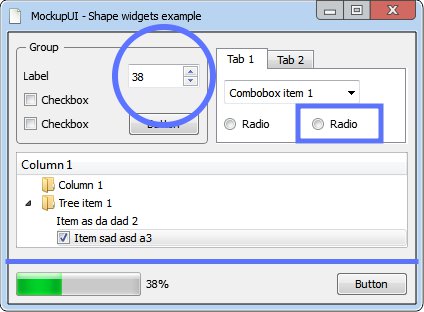 MockupUI - Shape widgets example
Group
Label
38
Checkbox
Checkbox
Button
Tab 1
Tab 2
Combobox item 1
Radio
Radio
Column 1
Column 1
Tree item 1
Item as da dad 2
Item sad asd a3
38%
Button